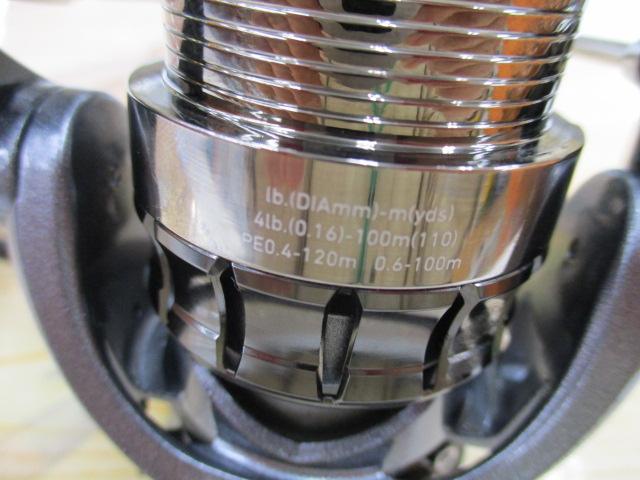 lb.(DIAmm)-m(yds)
4lb.(0.16)-100m(110)
PE0.4-120m 0.6-100m